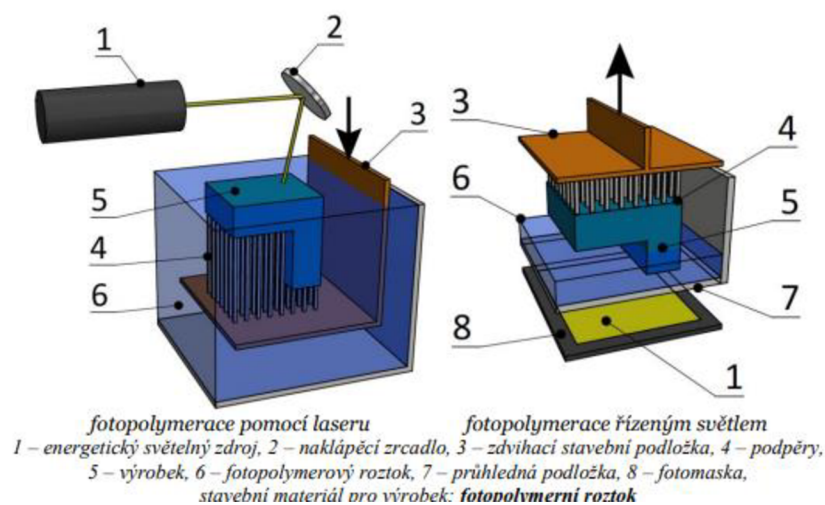 1
2
3
5
4
6
3
4
6
5
7
8
1
fotopolymerace pomocí laseru
fotopolymerace řízeným světlem
1 – energetický světelný zdroj, 2 – naklápěcí zrcadlo, 3 – zdvihací stavební podložka, 4 – podpěry,
5 – výrobek, 6 – fotopolymerový roztok, 7 – průhledná podložka, 8 – fotomaska,
stavební materiál pro výrobek: fotopolymerní roztok